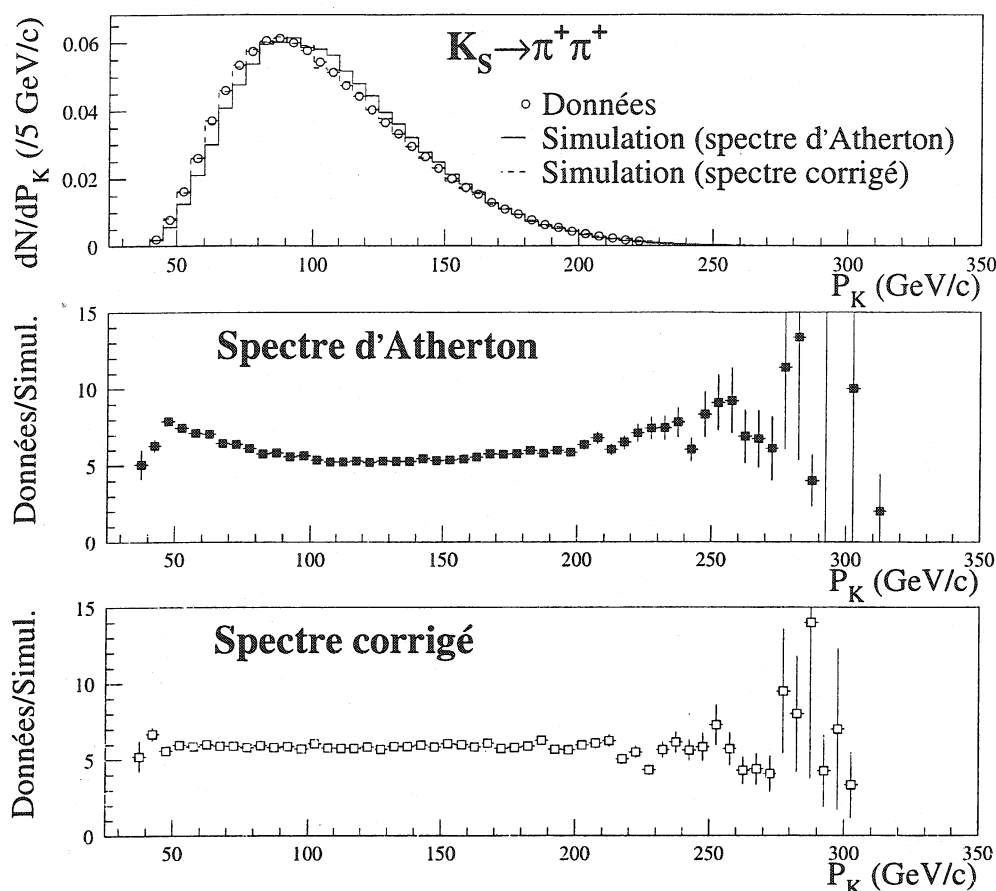 K_S→π⁺π⁺
○ Données
— Simulation (spectre d'Atherton)
--- Simulation (spectre corrigé)
dN/dP_K (/5 GeV/c)
0.06
0.04
0.02
0
50 100 150 200 250 300 350
P_K (GeV/c)
Spectre d'Atherton
Données/Simul.
15
10
5
0
50 100 150 200 250 300 350
P_K (GeV/c)
Spectre corrigé
Données/Simul.
15
10
5
0
50 100 150 200 250 300 350
P_K (GeV/c)